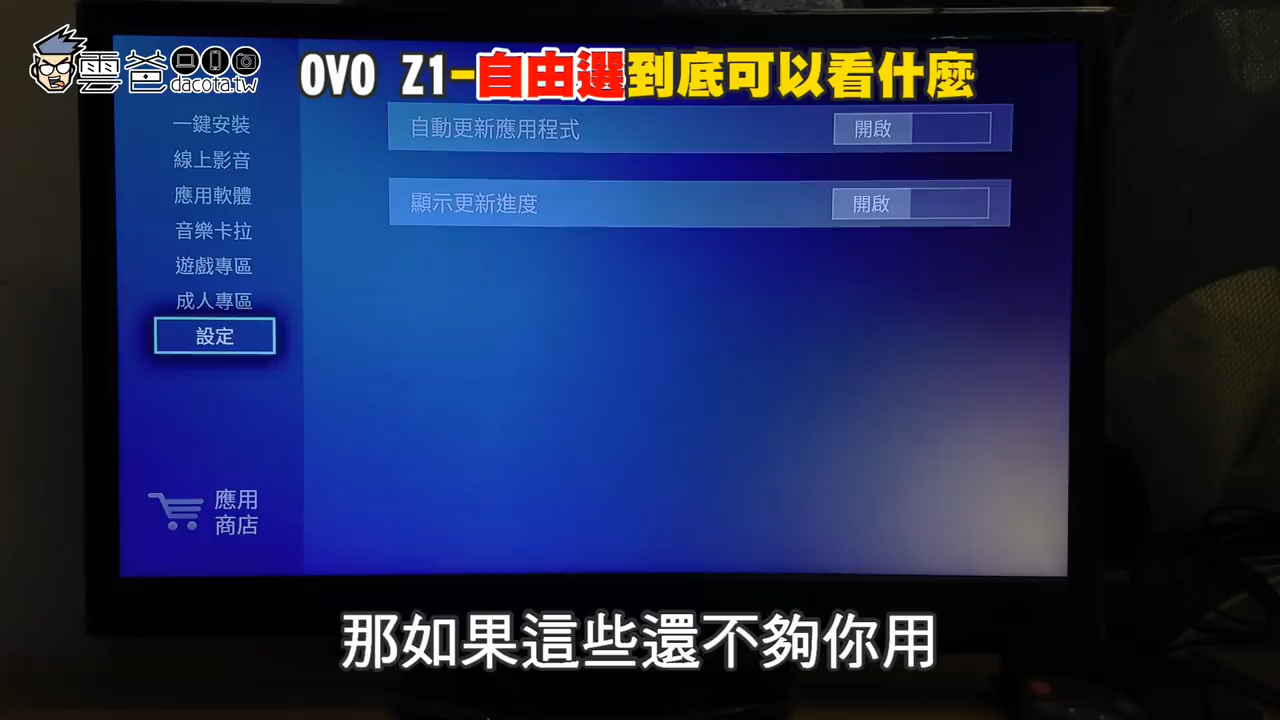 雲爸
dacota.tw
OVO Z1-自由選到底可以看什麼
一鍵安裝
線上影音
應用軟體
音樂卡拉
遊戲專區
成人專區
設定
應用
商店
自動更新應用程式
開啟
顯示更新進度
開啟
那如果這些還不夠你用